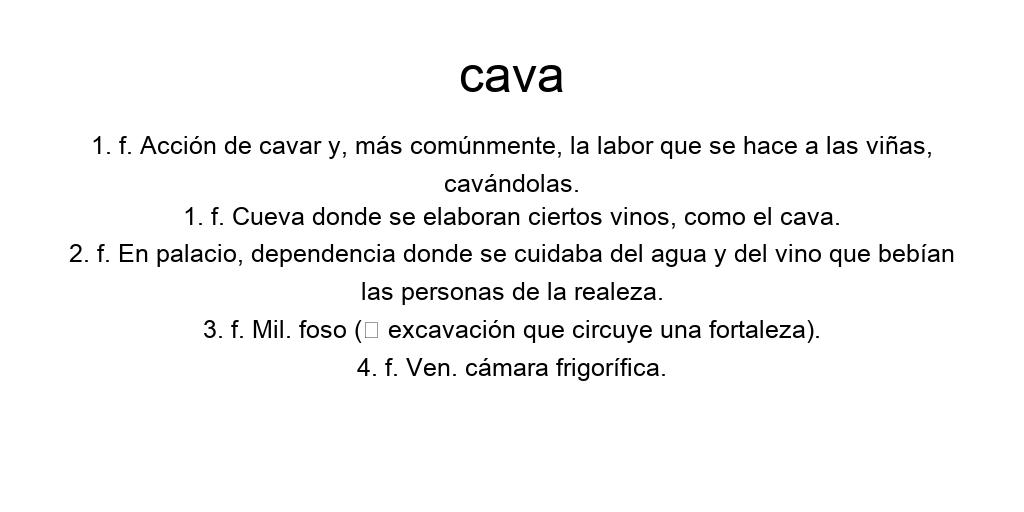 cava
1. f. Acción de cavar y, más comúnmente, la labor que se hace a las viñas,
cavándolas.
1. f. Cueva donde se elaboran ciertos vinos, como el cava.
2. f. En palacio, dependencia donde se cuidaba del agua y del vino que bebían
las personas de la realeza.
3. f. Mil. foso (□ excavación que circuye una fortaleza).
4. f. Ven. cámara frigorífica.